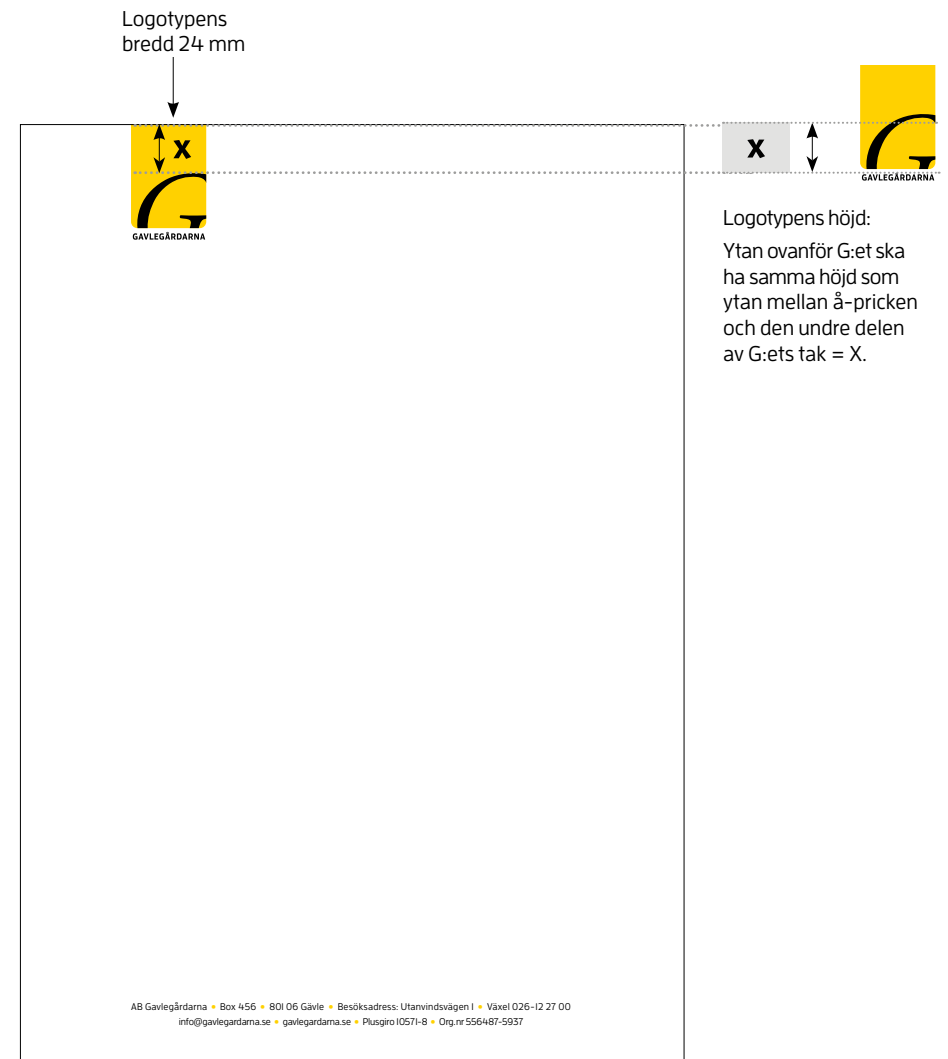 Logotypens
bredd 24 mm
X
GAVLEGÅRDARNA
X
GAVLEGÅRDARNA
Logotypens höjd:
Ytan ovanför G:et ska
ha samma höjd som
ytan mellan å-pricken
och den undre delen
av G:ets tak = X.
AB Gavlegårdarna • Box 456 • 801 06 Gävle • Besöksadress: Utanvindsvägen 1 • Växel 026-12 27 00
info@gavlegardarna.se • gavlegardarna.se • Plusgiro 10571-8 • Org.nr 556487-5937